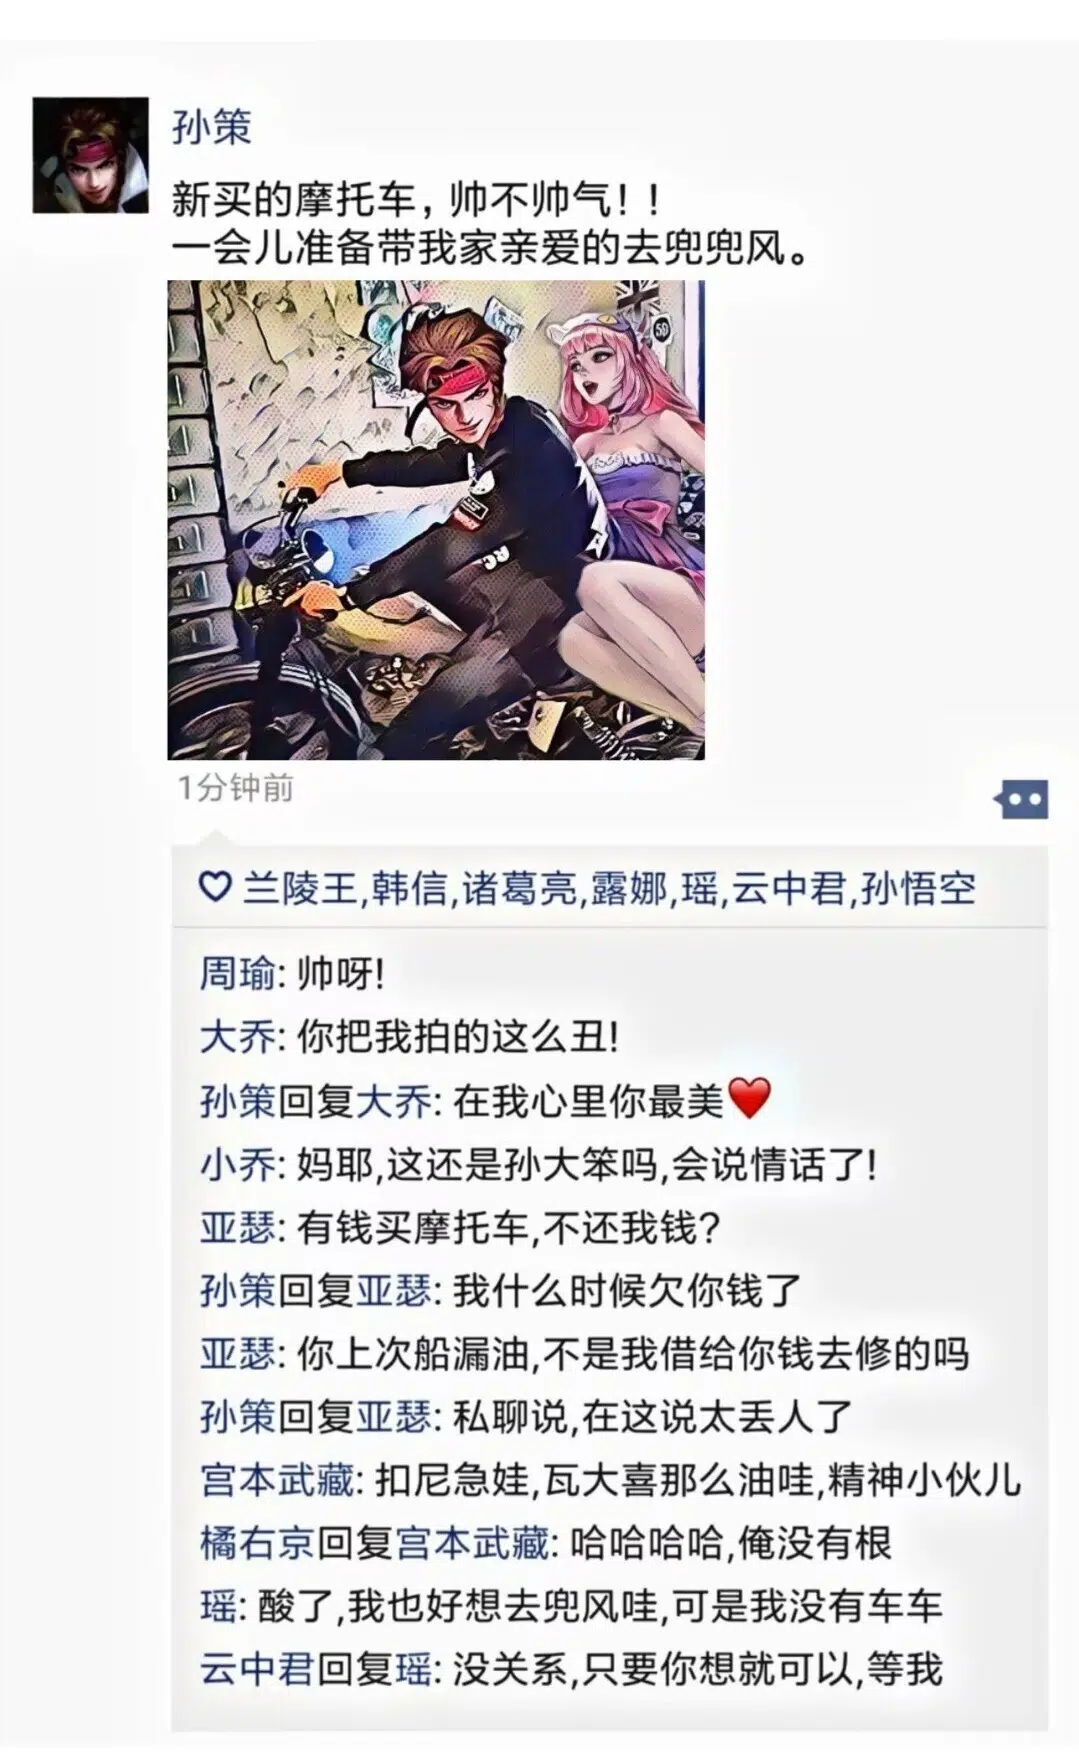 孙策
新买的摩托车，帅不帅气！！
一会儿准备带我家亲爱的去兜兜风。
50
RC
1分钟前
兰陵王,韩信,诸葛亮,露娜,瑶,云中君,孙悟空
周瑜: 帅呀!
大乔: 你把我拍的这么丑!
孙策回复大乔: 在我心里你最美❤️
小乔: 妈耶,这还是孙大笨吗,会说情话了!
亚瑟: 有钱买摩托车,不还我钱?
孙策回复亚瑟: 我什么时候欠你钱了
亚瑟: 你上次船漏油,不是我借给你钱去修的吗
孙策回复亚瑟: 私聊说,在这说太丢人了
宫本武藏: 扣尼急娃,瓦大喜那么油哇,精神小伙儿
橘右京回复宫本武藏: 哈哈哈哈,俺没有根
瑶: 酸了,我也好想去兜风哇,可是我没有车车
云中君回复瑶: 没关系,只要你想就可以,等我